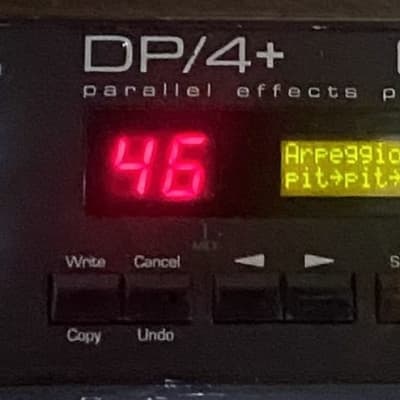 DP/4+
parallel effects p
46
Arpeggio
pit→pit→
Write Cancel
S
Copy Undo